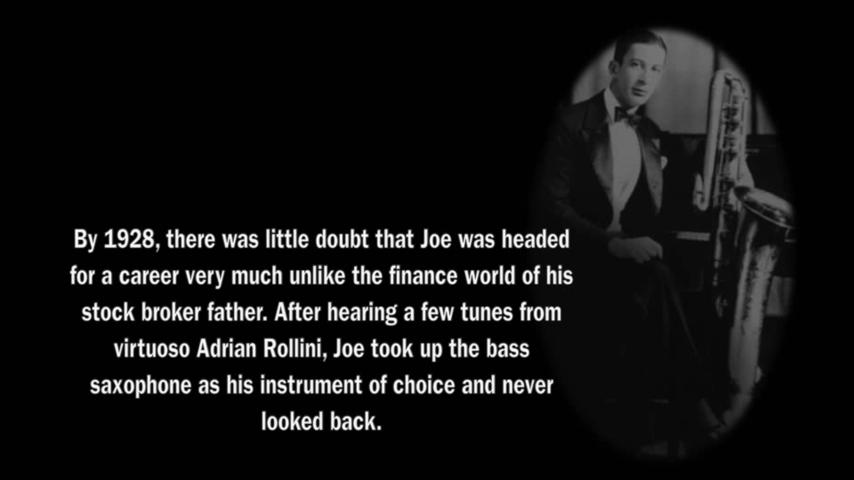 By 1928, there was little doubt that Joe was headed
for a career very much unlike the finance world of his
stock broker father. After hearing a few tunes from
virtuoso Adrian Rollini, Joe took up the bass
saxophone as his instrument of choice and never
looked back.